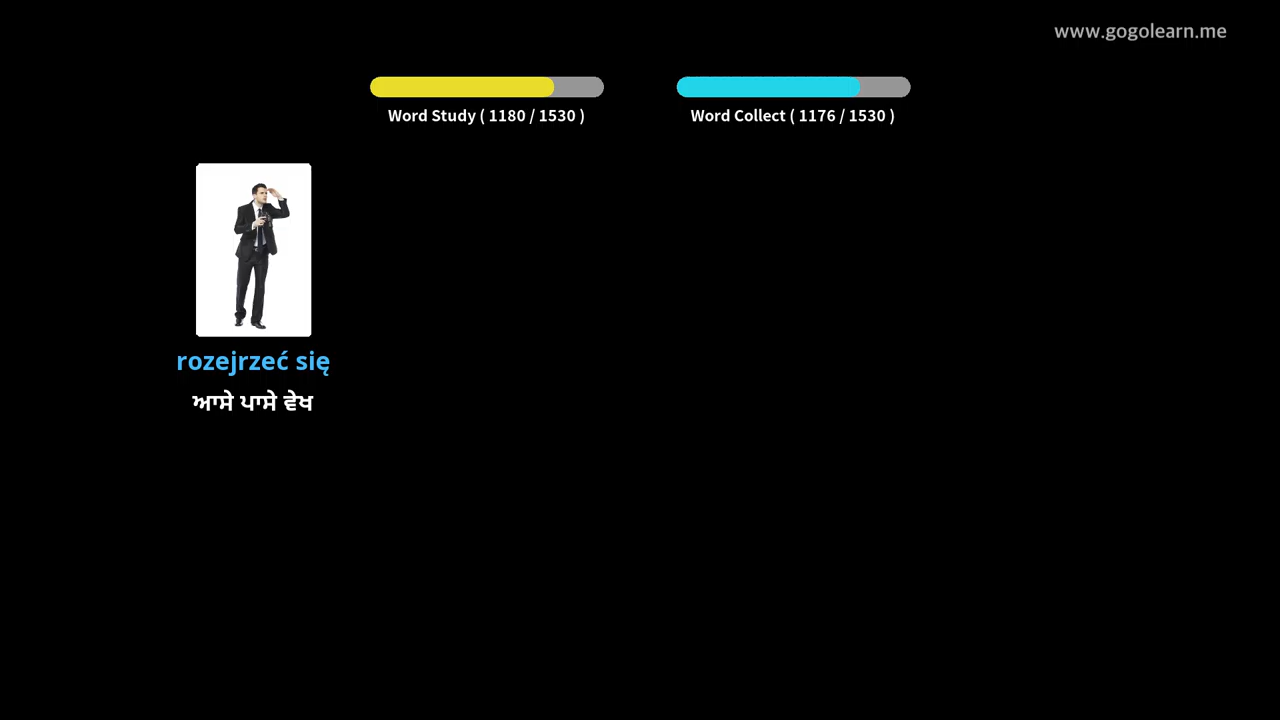 www.gogolearn.me
Word Study ( 1180 / 1530 )
Word Collect ( 1176 / 1530 )
rozejrzeć się
ਆਸੇ ਪਾਸੇ ਵੇਖ